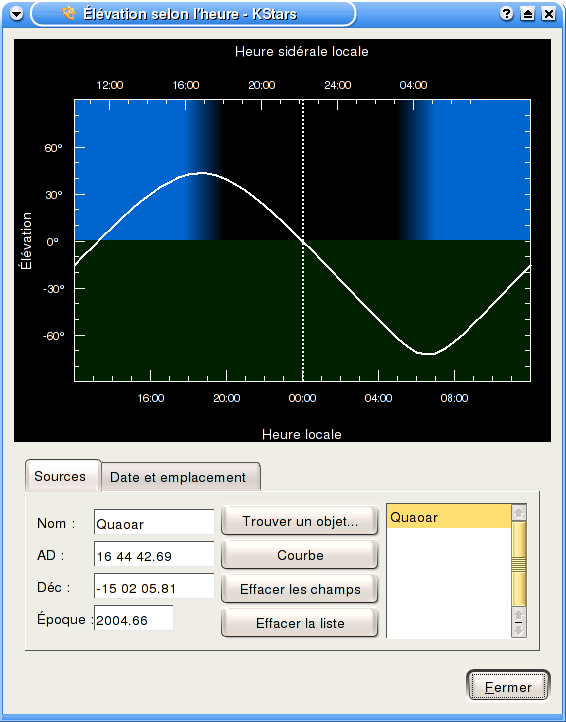 Élévation selon l'heure - KStars
Heure sidérale locale
12:00 16:00 20:00 24:00 04:00
Élévation
60°
30°
0°
-30°
-60°
16:00 20:00 00:00 04:00 08:00
Heure locale
Sources Date et emplacement
Nom : Quaoar Trouver un objet... Quaoar
AD : 16 44 42.69 Courbe
Déc : -15 02 05.81 Effacer les champs
Époque : 2004.66 Effacer la liste
Fermer